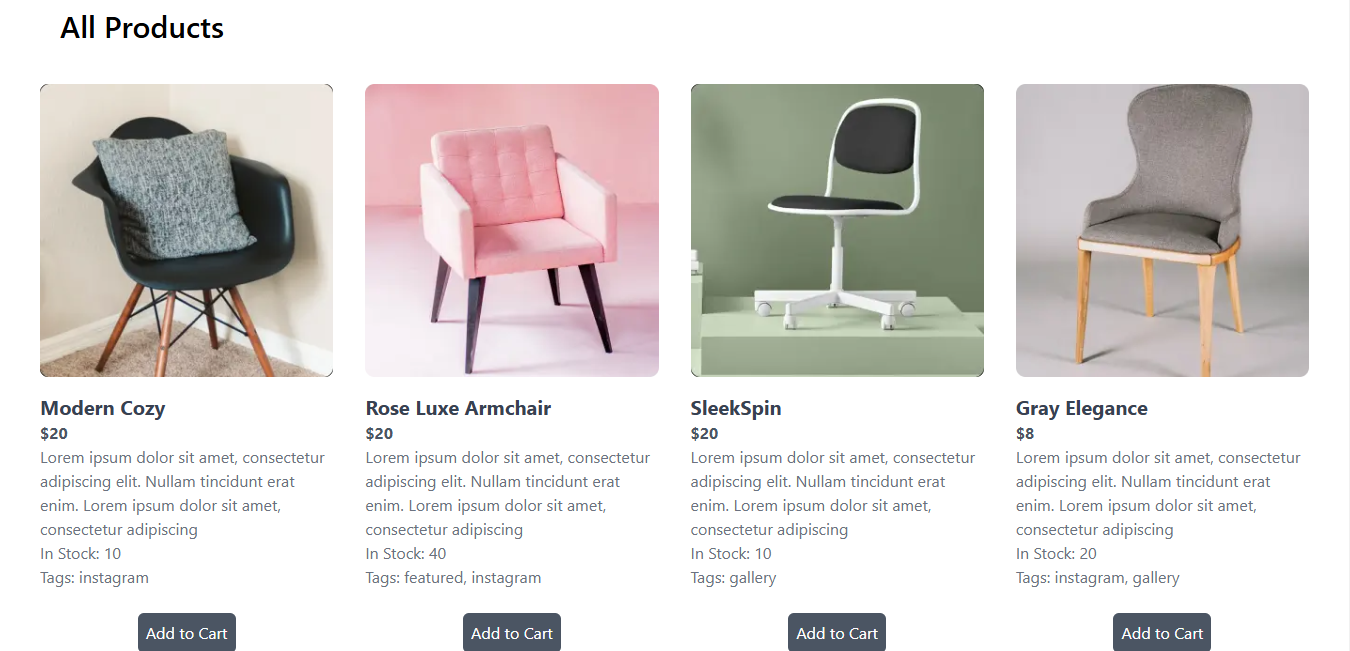 All Products
Modern Cozy
$20
Lorem ipsum dolor sit amet, consectetur
adipiscing elit. Nullam tincidunt erat
enim. Lorem ipsum dolor sit amet,
consectetur adipiscing
In Stock: 10
Tags: instagram
Add to Cart
Rose Luxe Armchair
$20
Lorem ipsum dolor sit amet, consectetur
adipiscing elit. Nullam tincidunt erat
enim. Lorem ipsum dolor sit amet,
consectetur adipiscing
In Stock: 40
Tags: featured, instagram
Add to Cart
SleekSpin
$20
Lorem ipsum dolor sit amet, consectetur
adipiscing elit. Nullam tincidunt erat
enim. Lorem ipsum dolor sit amet,
consectetur adipiscing
In Stock: 10
Tags: gallery
Add to Cart
Gray Elegance
$8
Lorem ipsum dolor sit amet, consectetur
adipiscing elit. Nullam tincidunt erat
enim. Lorem ipsum dolor sit amet,
consectetur adipiscing
In Stock: 20
Tags: instagram, gallery
Add to Cart